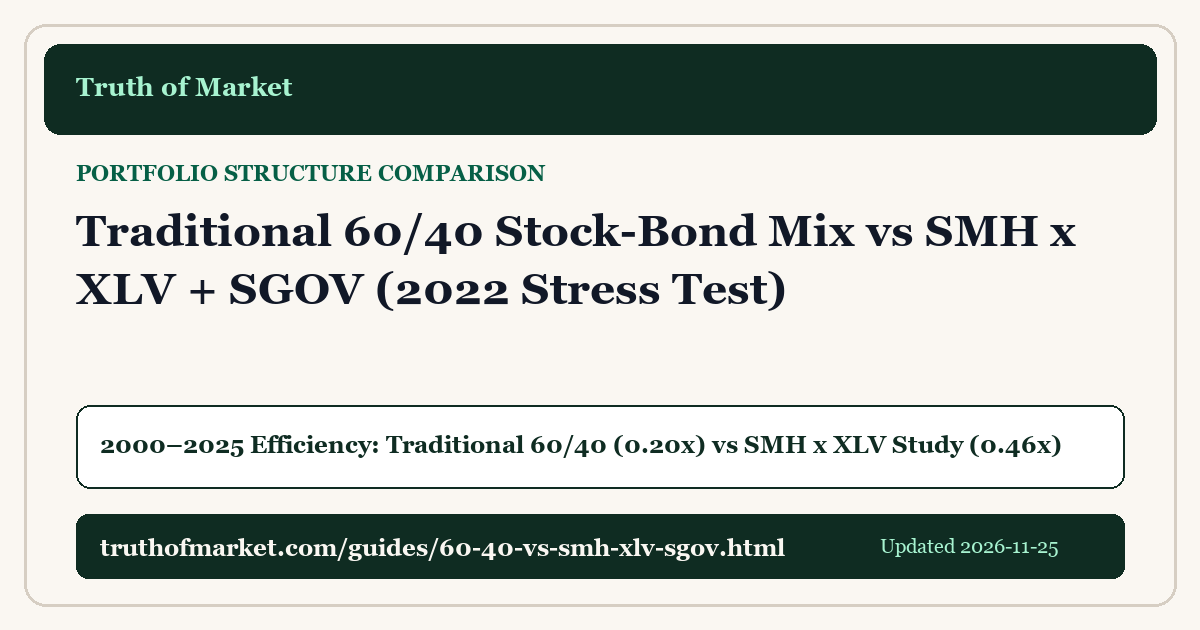 Truth of Market
PORTFOLIO STRUCTURE COMPARISON
Traditional 60/40 Stock-Bond Mix vs SMH x
XLV + SGOV (2022 Stress Test)
2000–2025 Efficiency: Traditional 60/40 (0.20x) vs SMH x XLV Study (0.46x)
truthofmarket.com/guides/60-40-vs-smh-xlv-sgov.html
Updated 2026-11-25